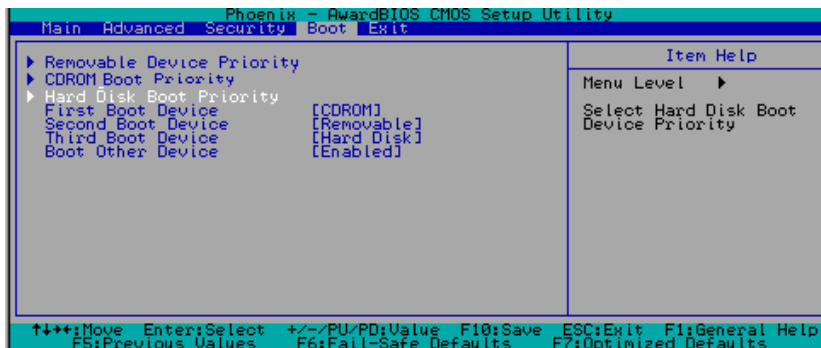 Phoenix - AwardBIOS CMOS Setup Utility
Main Advanced Security Boot Exit
Removable Device Priority
CDROM Boot Priority
Hard Disk Boot Priority
First Boot Device [CDROM]
Second Boot Device [Removable]
Third Boot Device [Hard Disk]
Boot Other Device [Enabled]
Item Help
Menu Level
Select Hard Disk Boot
Device Priority
↑↓→←:Move Enter:Select +/-/PU/PD:Value F10:Save ESC:Exit F1:General Help
F5:Previous Values F6:Fail-Safe Defaults F7:Optimized Defaults